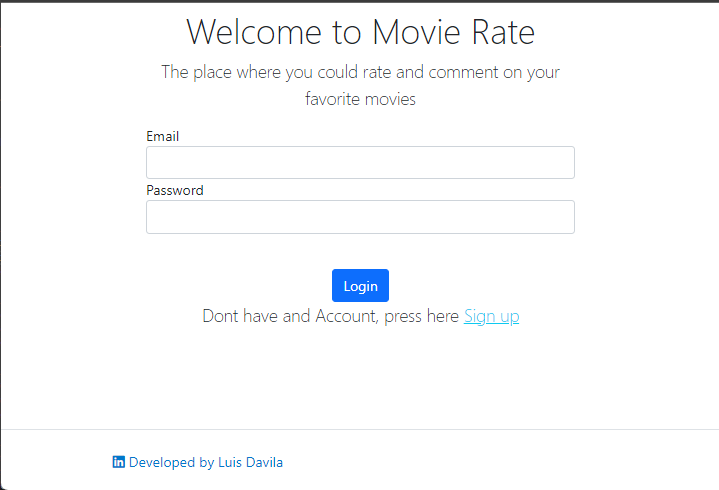 Welcome to Movie Rate
The place where you could rate and comment on your
favorite movies
Email
Password
Login
Dont have and Account, press here Sign up
in Developed by Luis Davila